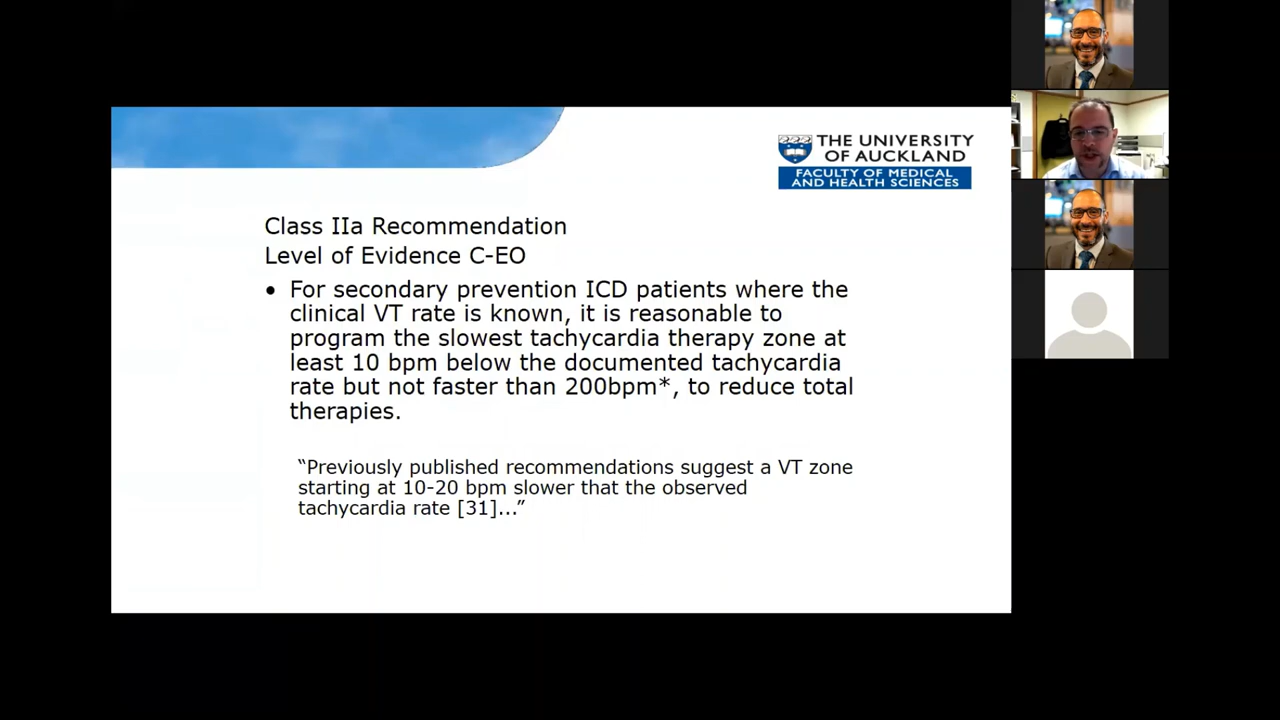 THE UNIVERSITY
OF AUCKLAND
FACULTY OF MEDICAL
AND HEALTH SCIENCES
Class IIa Recommendation
Level of Evidence C-EO
• For secondary prevention ICD patients where the
clinical VT rate is known, it is reasonable to
program the slowest tachycardia therapy zone at
least 10 bpm below the documented tachycardia
rate but not faster than 200bpm*, to reduce total
therapies.
“Previously published recommendations suggest a VT zone
starting at 10-20 bpm slower that the observed
tachycardia rate [31]...”